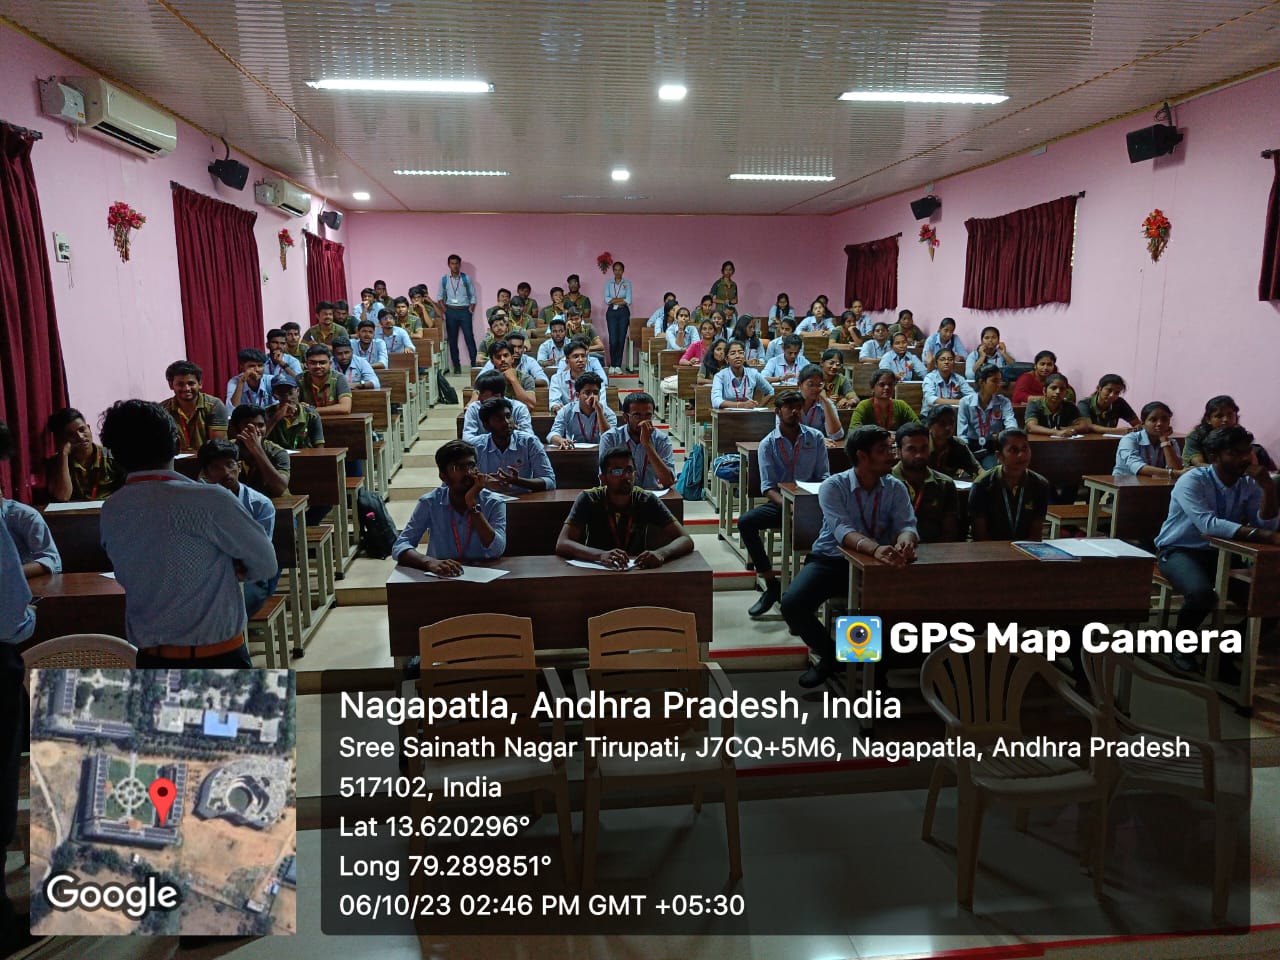 GPS Map Camera
Nagapatla, Andhra Pradesh, India
Sree Sainath Nagar Tirupati, J7CQ+5M6, Nagapatla, Andhra Pradesh
517102, India
Lat 13.620296°
Long 79.289851°
06/10/23 02:46 PM GMT +05:30
Google